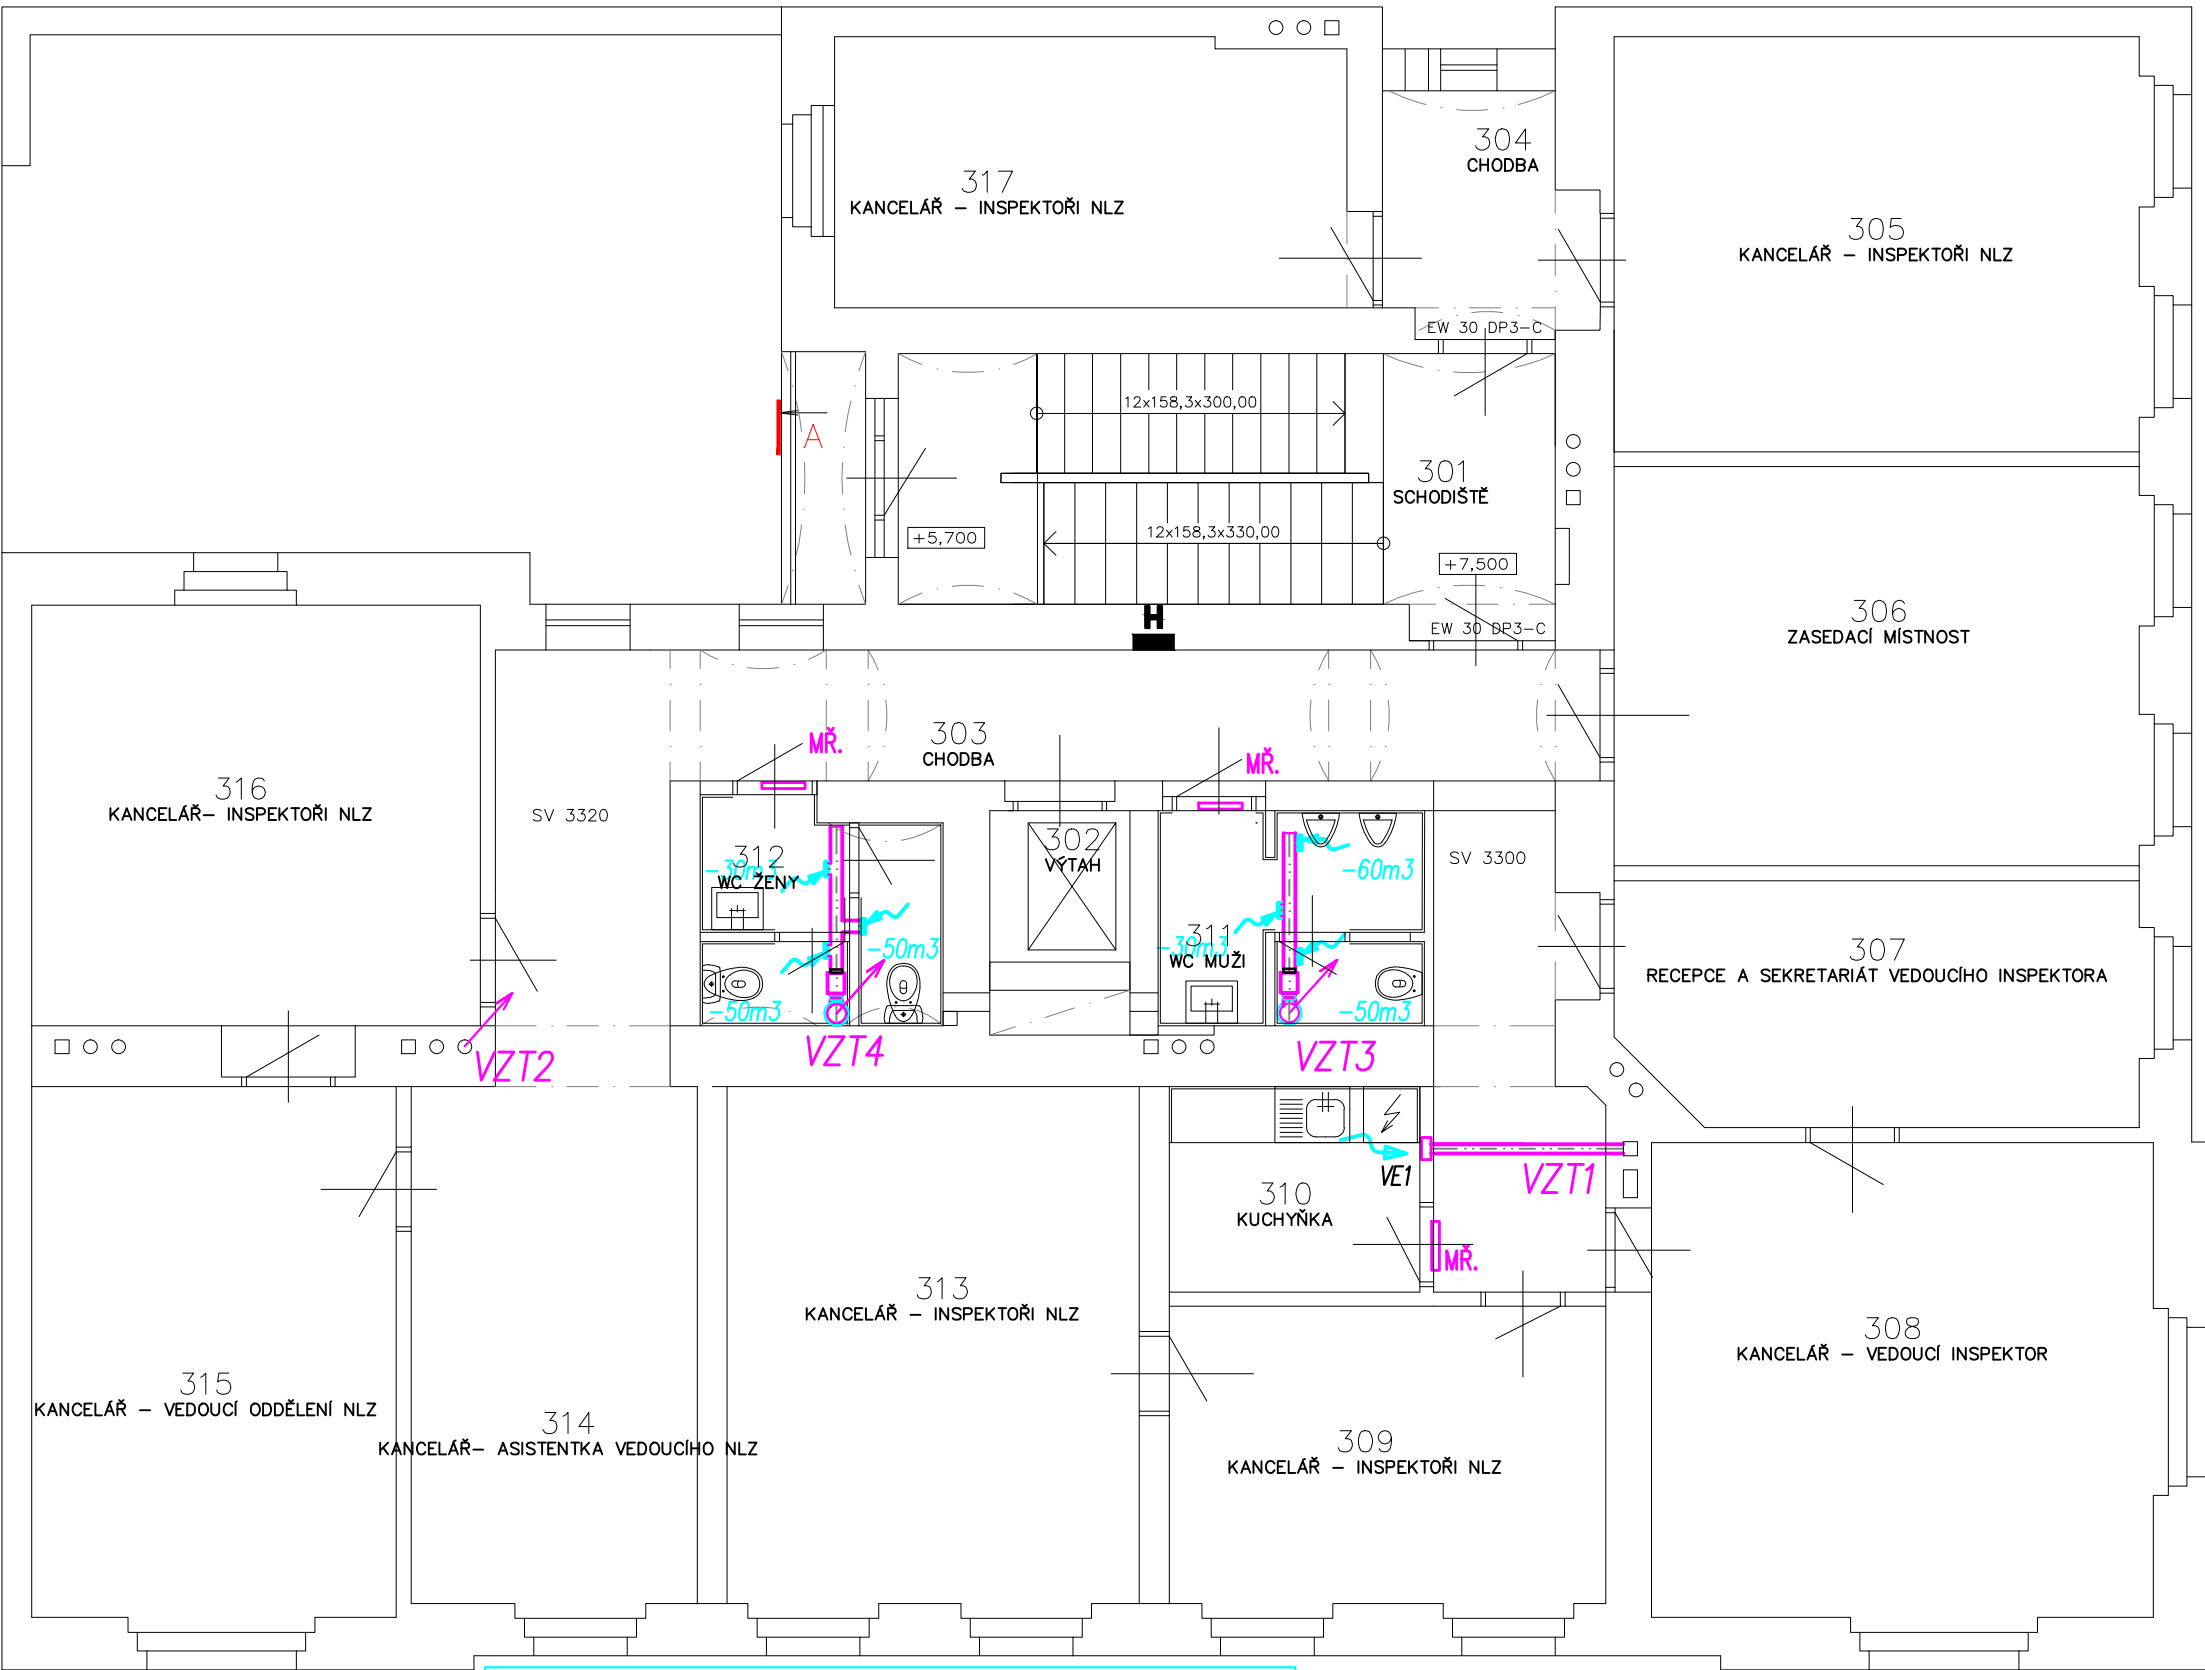 304
CHODBA
317
KANCELÁŘ – INSPEKTOŘI NLZ
305
KANCELÁŘ – INSPEKTOŘI NLZ
EW 30 DP3–C
12x158,3x300,00
A
301
SCHODIŠTĚ
12x158,3x330,00
+5,700
+7,500
H
EW 30 DP3–C
306
ZASEDACÍ MÍSTNOST
303
CHODBA
MŘ.
MŘ.
316
KANCELÁŘ– INSPEKTOŘI NLZ
SV 3320
312
-30m3
WC ŽENY
302
VÝTAH
-60m3
SV 3300
-50m3
311
-30m3
WC MUŽI
307
RECEPCE A SEKRETARIÁT VEDOUCÍHO INSPEKTORA
-50m3
-50m3
VZT2
VZT4
VZT3
VE1
VZT1
310
KUCHYŇKA
MŘ.
313
KANCELÁŘ – INSPEKTOŘI NLZ
308
KANCELÁŘ – VEDOUCÍ INSPEKTOR
315
KANCELÁŘ – VEDOUCÍ ODDĚLENÍ NLZ
314
KANCELÁŘ– ASISTENTKA VEDOUCÍHO NLZ
309
KANCELÁŘ – INSPEKTOŘI NLZ